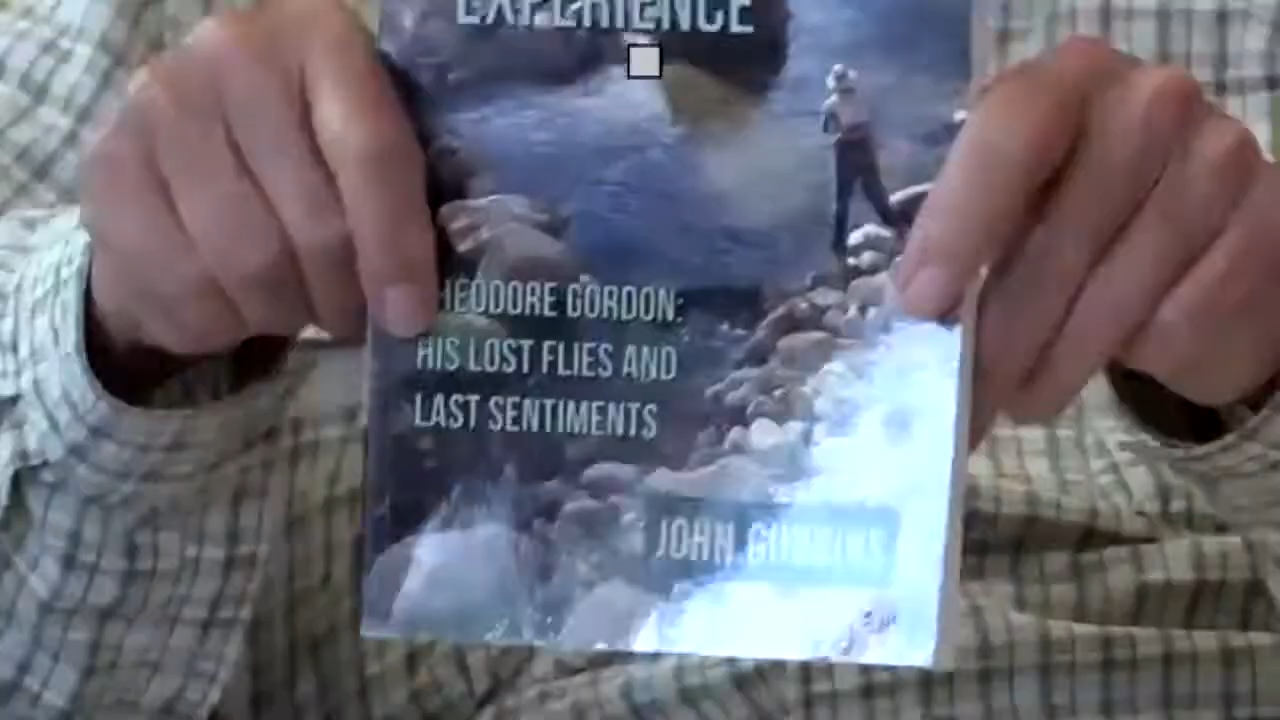 EXPERIENCE
HEODORE GORDON:
HIS LOST FLIES AND
LAST SENTIMENTS
JOHN